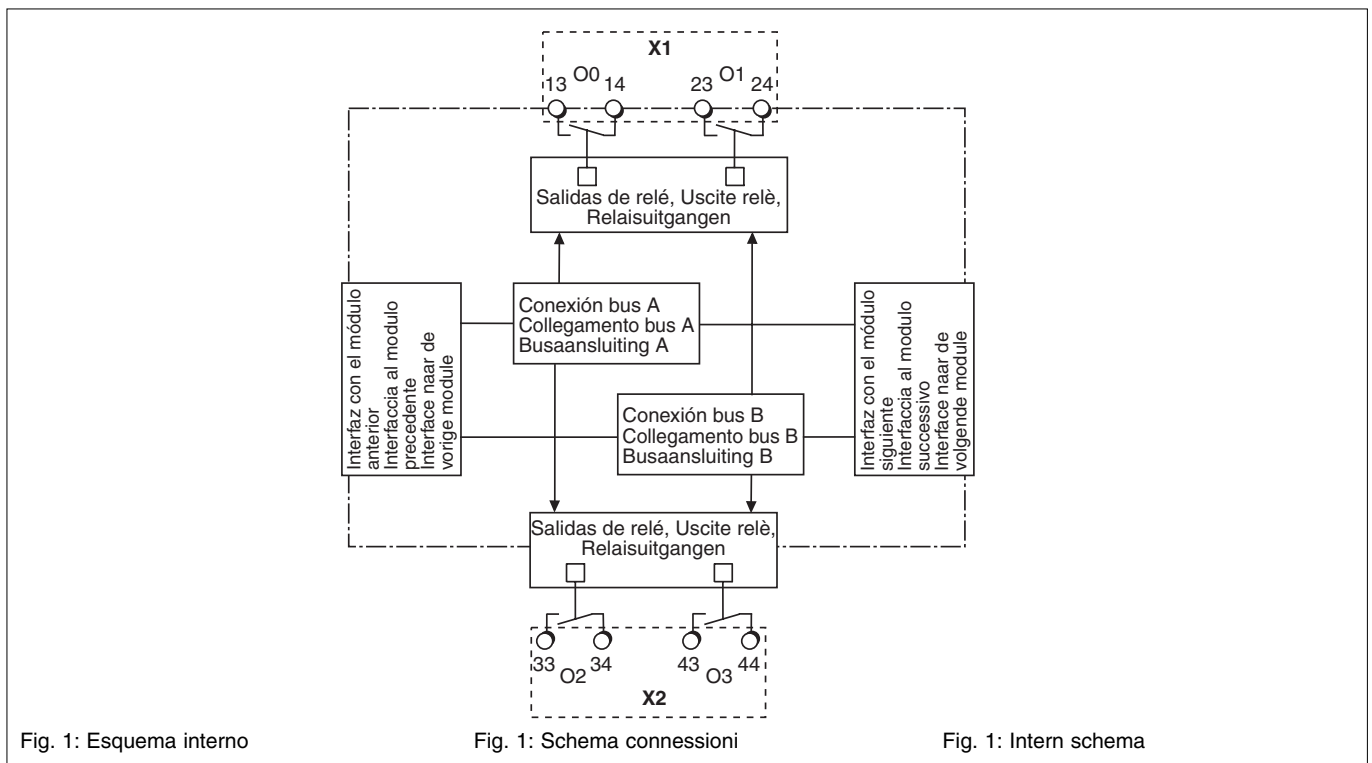 X1
13 O0 14 23 O1 24
Salidas de relé, Uscite relè,
Relaisuitgangen
Interfaz con el módulo
anterior
Interfaccia al modulo
precedente
Interface naar de
vorige module
Conexión bus A
Collegamento bus A
Busaansluiting A
Conexión bus B
Collegamento bus B
Busaansluiting B
Interfaz con el módulo
siguiente
Interfaccia al modulo
successivo
Interface naar de
volgende module
Salidas de relé, Uscite relè,
Relaisuitgangen
33 O2 34 43 O3 44
X2
Fig. 1: Esquema interno
Fig. 1: Schema connessioni
Fig. 1: Intern schema